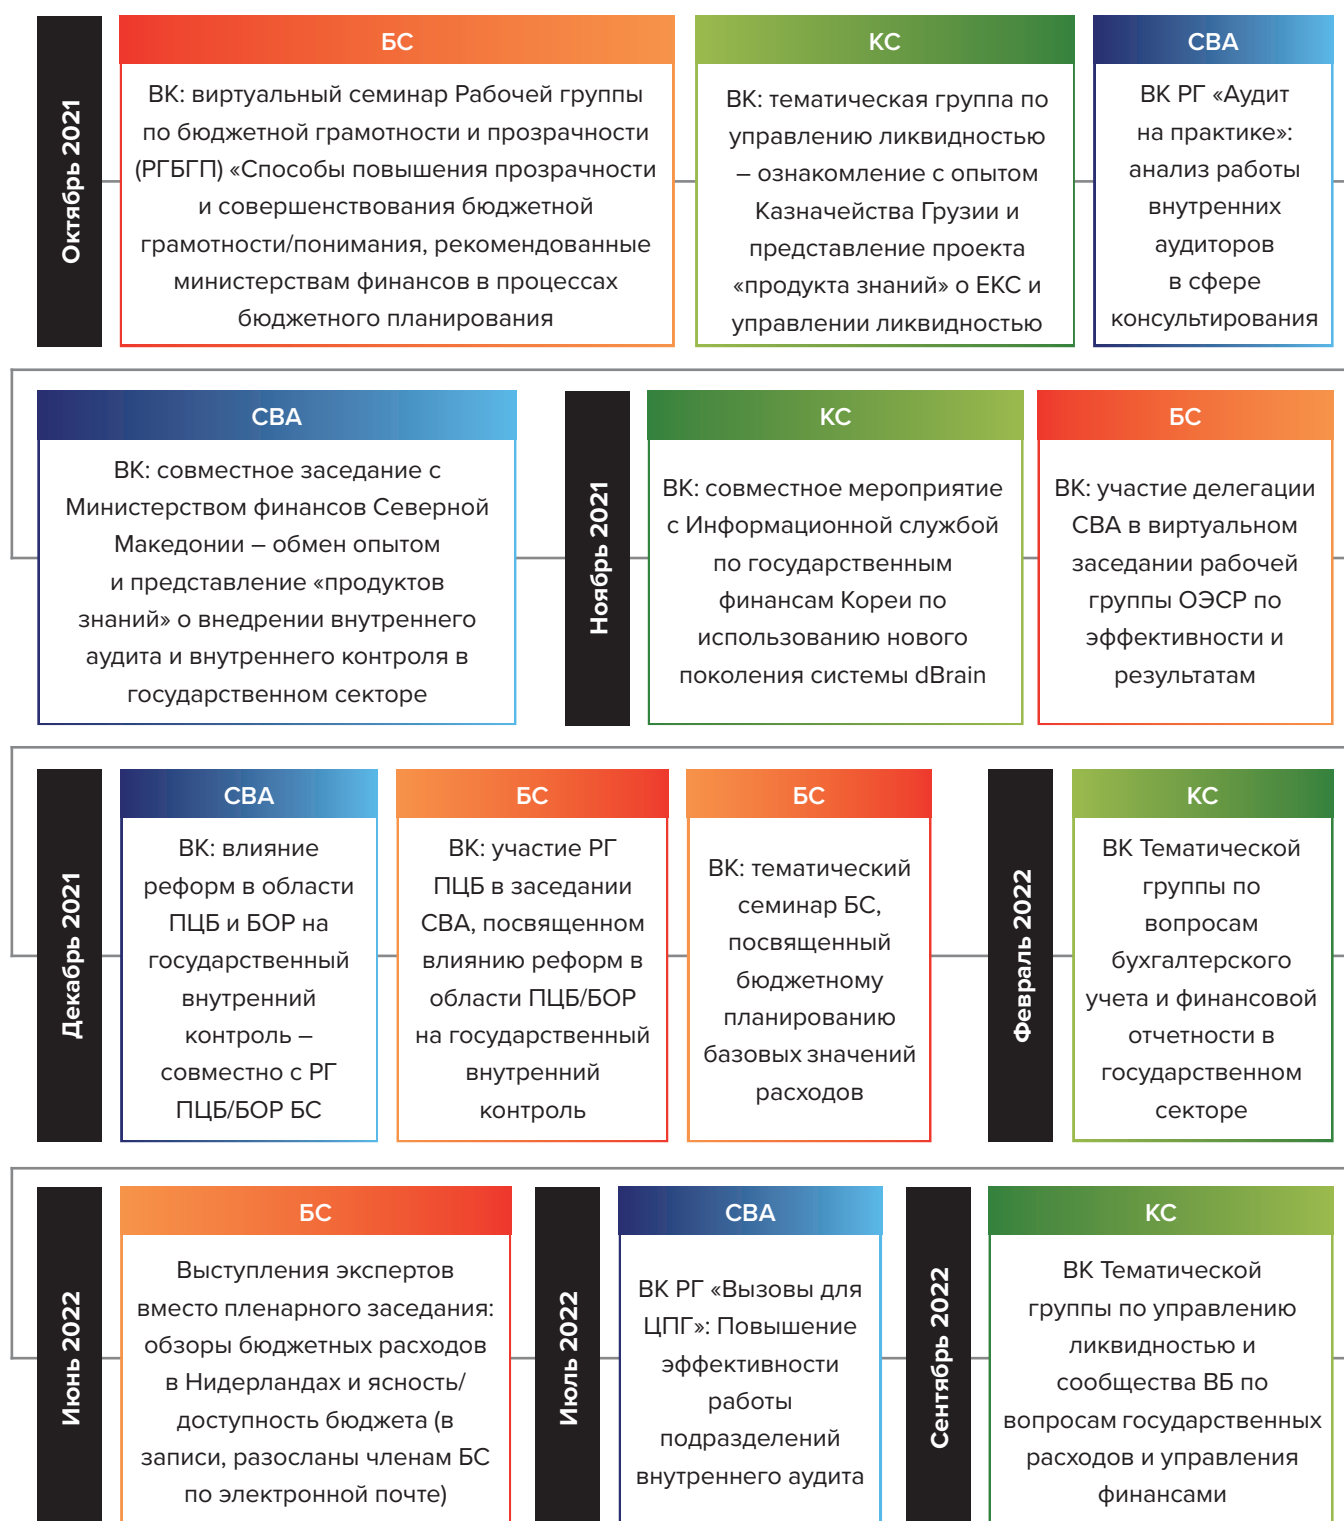 Октябрь 2021
БС
ВК: виртуальный семинар Рабочей группы
по бюджетной грамотности и прозрачности
(РГБГП) «Способы повышения прозрачности
и совершенствования бюджетной
грамотности/понимания, рекомендованные
министерствам финансов в процессах
бюджетного планирования
КС
ВК: тематическая группа по
управлению ликвидностью
– ознакомление с опытом
Казначейства Грузии и
представление проекта
«продукта знаний» о ЕКС и
управлении ликвидностью
СВА
ВК РГ «Аудит
на практике»:
анализ работы
внутренних
аудиторов
в сфере
консультирования
СВА
ВК: совместное заседание с
Министерством финансов Северной
Македонии – обмен опытом
и представление «продуктов
знаний» о внедрении внутреннего
аудита и внутреннего контроля в
государственном секторе
Ноябрь 2021
КС
ВК: совместное мероприятие
с Информационной службой
по государственным
финансам Кореи по
использованию нового
поколения системы dBrain
БС
ВК: участие делегации
СВА в виртуальном
заседании рабочей
группы ОЭСР по
эффективности и
результатам
Декабрь 2021
СВА
ВК: влияние
реформ в области
ПЦБ и БОР на
государственный
внутренний
контроль –
совместно с РГ
ПЦБ/БОР БС
БС
ВК: участие РГ
ПЦБ в заседании
СВА, посвященном
влиянию реформ в
области ПЦБ/БОР
на государственный
внутренний
контроль
БС
ВК: тематический
семинар БС,
посвященный
бюджетному
планированию
базовых значений
расходов
Февраль 2022
КС
ВК Тематической
группы по
вопросам
бухгалтерского
учета и финансовой
отчетности в
государственном
секторе
Июнь 2022
БС
Выступления экспертов
вместо пленарного заседания:
обзоры бюджетных расходов
в Нидерландах и ясность/
доступность бюджета (в
записи, разосланы членам БС
по электронной почте)
Июль 2022
СВА
ВК РГ «Вызовы для
ЦПГ»: Повышение
эффективности
работы
подразделений
внутреннего аудита
Сентябрь 2022
КС
ВК Тематической
группы по управлению
ликвидностью и
сообщества ВБ по
вопросам государственных
расходов и управления
финансами